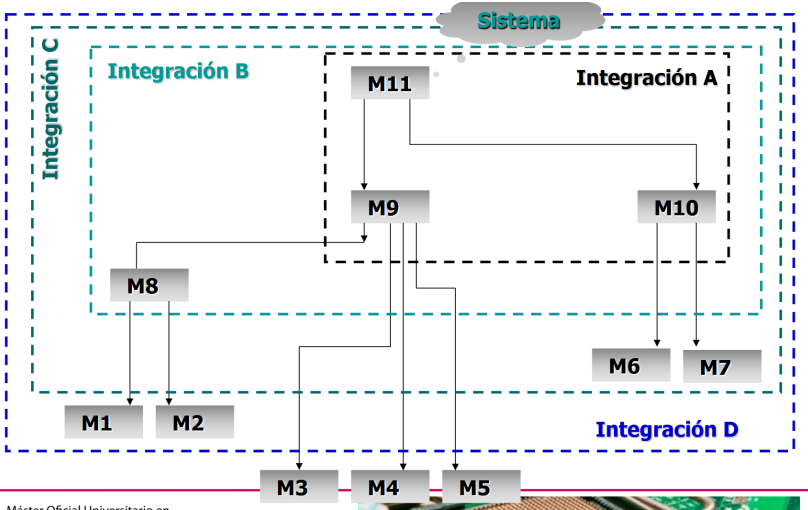 Sistema
Integración C
Integración B
Integración A
M11
M9
M10
M8
M6
M7
M1
M2
Integración D
M3
M4
M5
Máster Oficial Universitario en